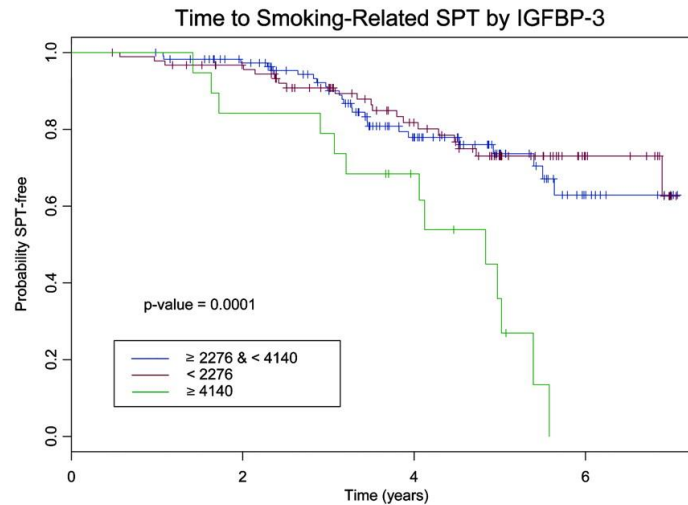 Time to Smoking-Related SPT by IGFBP-3
1.0
0.8
0.6
0.4
0.2
0.0
Probability SPT-free
p-value = 0.0001
≥ 2276 & < 4140
< 2276
≥ 4140
0 2 4 6
Time (years)